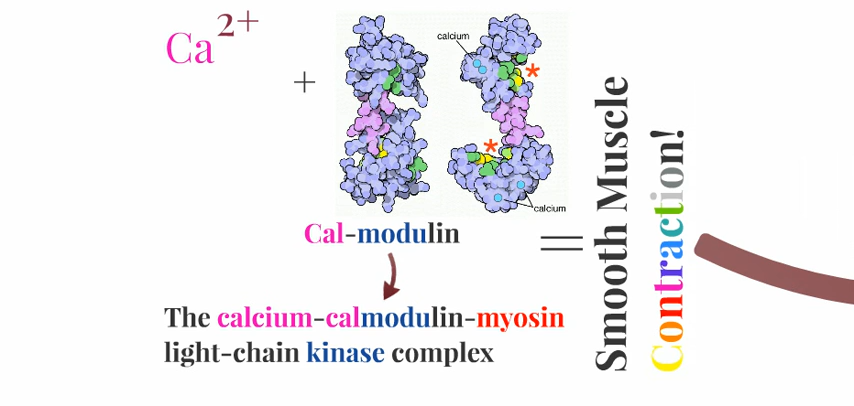 Ca2+
+
calcium
*
*
calcium
Cal-modulin
=
The calcium-calmodulin-myosin
light-chain kinase complex
Smooth Muscle
Contraction!